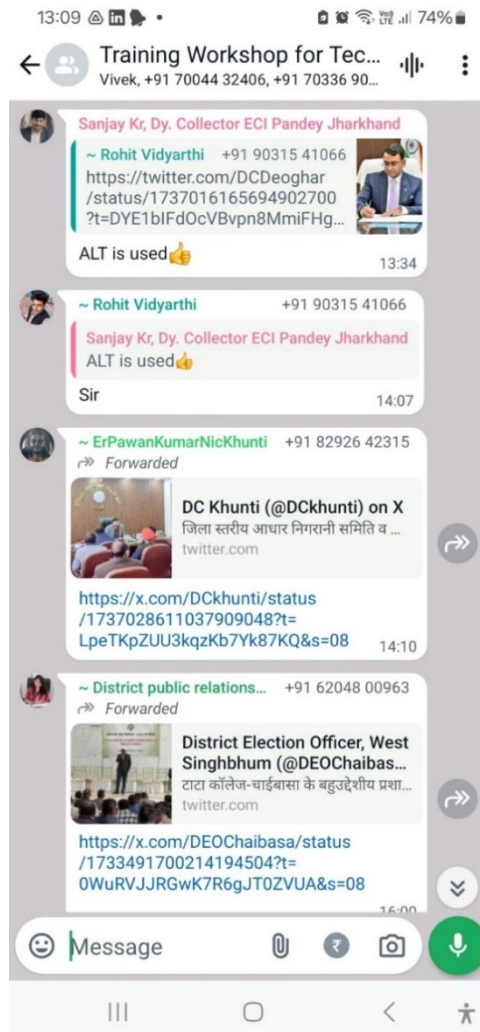 13:09
74%
Training Workshop for Tec...
Vivek, +91 70044 32406, +91 70336 90...
Sanjay Kr, Dy. Collector ECI Pandey Jharkhand
~ Rohit Vidyarthi +91 90315 41066
https://twitter.com/DCDeoghar
/status/1737016165694902700
?t=DYE1bIFdOcVBvpn8MmiFHg...
ALT is used👍
13:34
~ Rohit Vidyarthi +91 90315 41066
Sanjay Kr, Dy. Collector ECI Pandey Jharkhand
ALT is used👍
Sir
14:07
~ ErPawanKumarNicKhunti +91 82926 42315
Forwarded
DC Khunti (@DCkhunti) on X
जिला स्तरीय आधार निगरानी समिति व ...
twitter.com
https://x.com/DCkhunti/status
/1737028611037909048?t=
LpeTKpZUU3kqzKb7Yk87KQ&s=08
14:10
~ District public relations... +91 62048 00963
Forwarded
District Election Officer, West
Singhbhum (@DEOChaibas...
टाटा कॉलेज-चाईबासा के बहुउद्देशीय प्रशा...
twitter.com
https://x.com/DEOChaibasa/status
/1733491700214194504?t=
0WuRVJJRGwK7R6gJT0ZVUA&s=08
16:00
Message